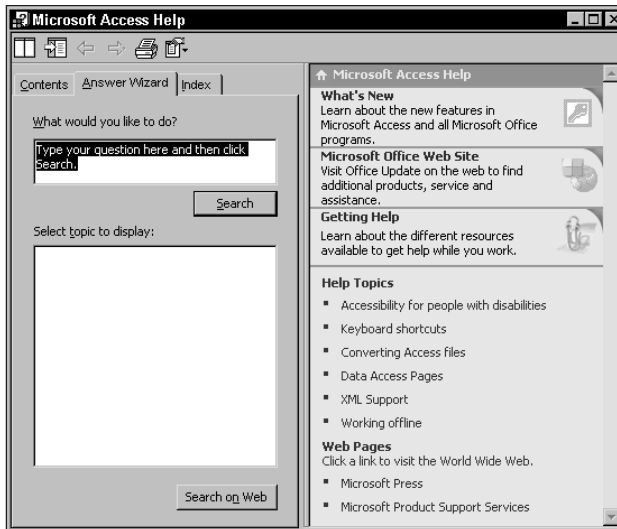 Microsoft Access Help
Contents
Answer Wizard
Index
What would you like to do?
Type your question here and then click
Search.
Search
Select topic to display:
Search on Web
Microsoft Access Help
What's New
Learn about the new features in
Microsoft Access and all Microsoft Office
programs.
Microsoft Office Web Site
Visit Office Update on the web to find
additional products, service and
assistance.
Getting Help
Learn about the different resources
available to get help while you work.
Help Topics
Accessibility for people with disabilities
Keyboard shortcuts
Converting Access files
Data Access Pages
XML Support
Working offline
Web Pages
Click a link to visit the World Wide Web.
Microsoft Press
Microsoft Product Support Services